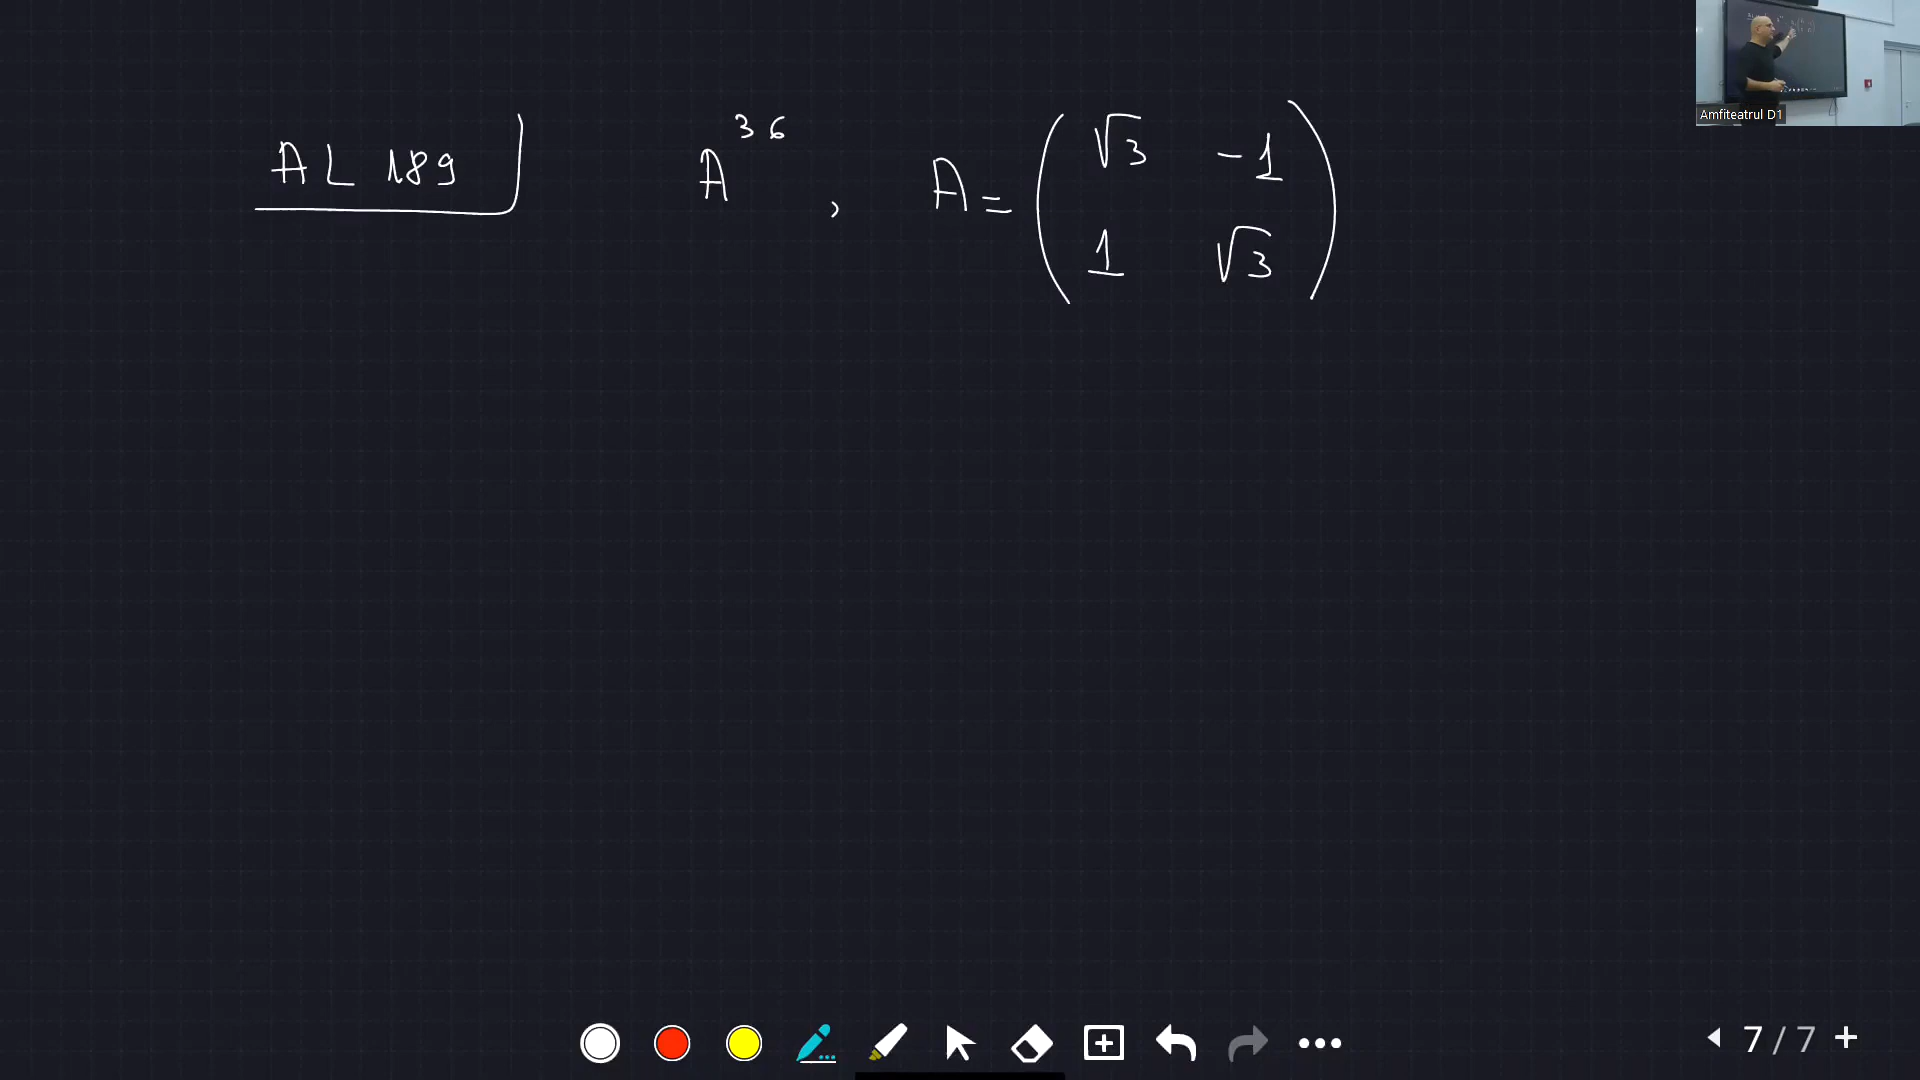 AL 189
A^36 , A = ( √3 -1
1 √3 )
Amfiteatrul D1
7 / 7